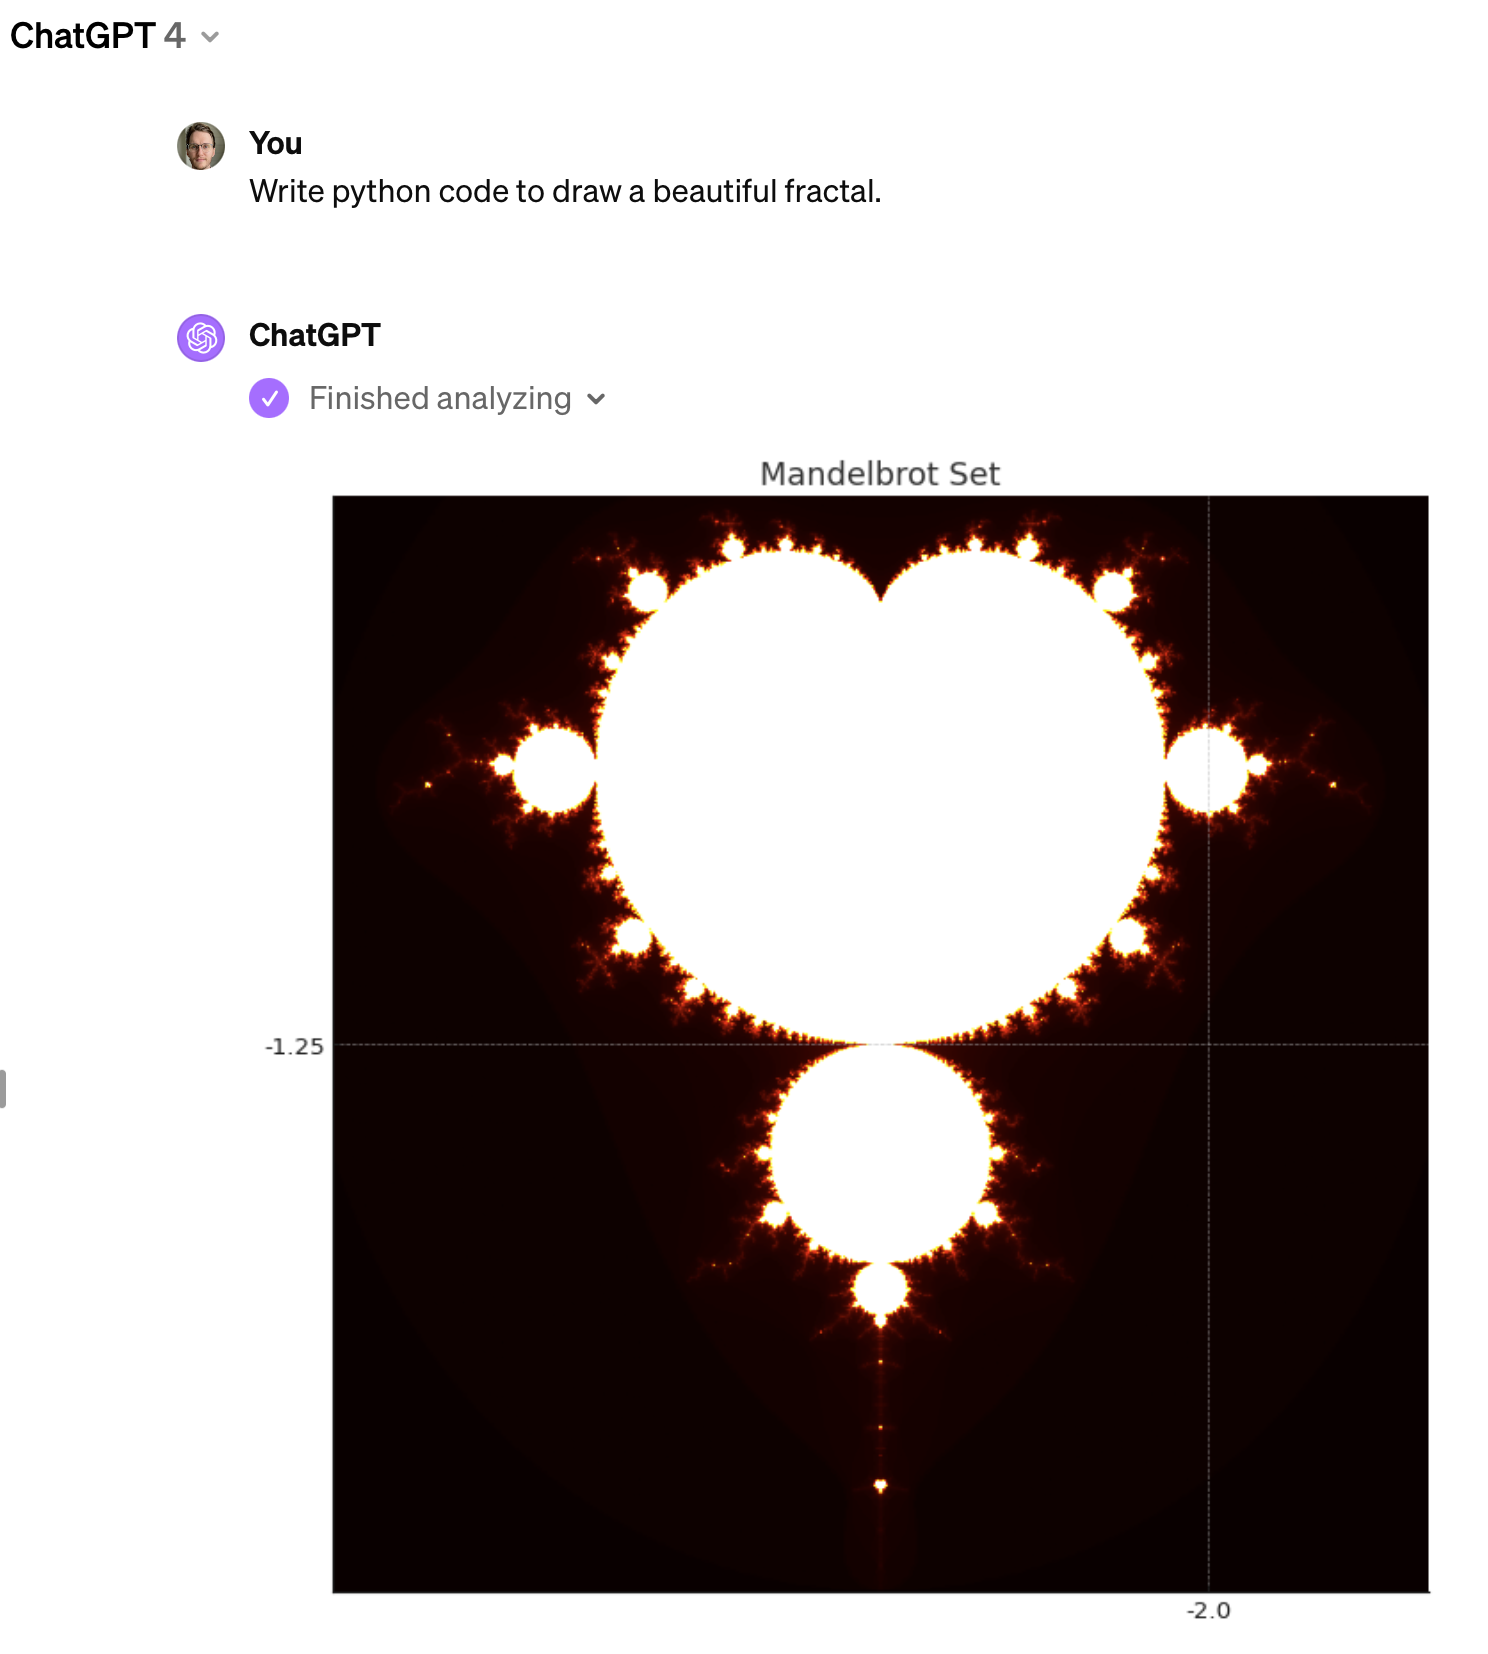 ChatGPT 4
You
Write python code to draw a beautiful fractal.
ChatGPT
Finished analyzing
Mandelbrot Set
-1.25
-2.0